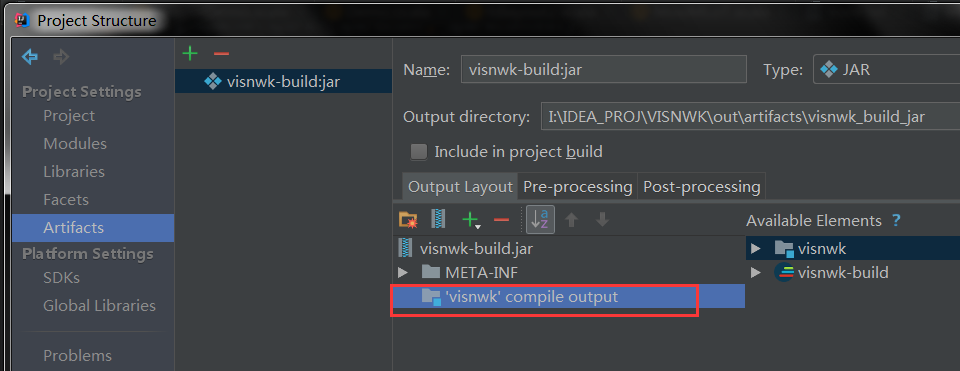 Project Structure
Project Settings
Project
Modules
Libraries
Facets
Artifacts
Platform Settings
SDKs
Global Libraries
Problems
visnwk-build:jar
Name: visnwk-build:jar Type: JAR
Output directory: I:\IDEA_PROJ\VISNWK\out\artifacts\visnwk_build_jar
Include in project build
Output Layout Pre-processing Post-processing
a
z
Available Elements ?
visnwk-build.jar
META-INF
'visnwk' compile output
visnwk
visnwk-build